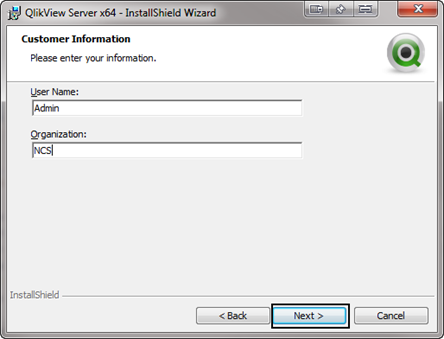 QlikView Server x64 - InstallShield Wizard
Customer Information
Please enter your information.
User Name:
Admin
Organization:
NCS
InstallShield
< Back Next > Cancel